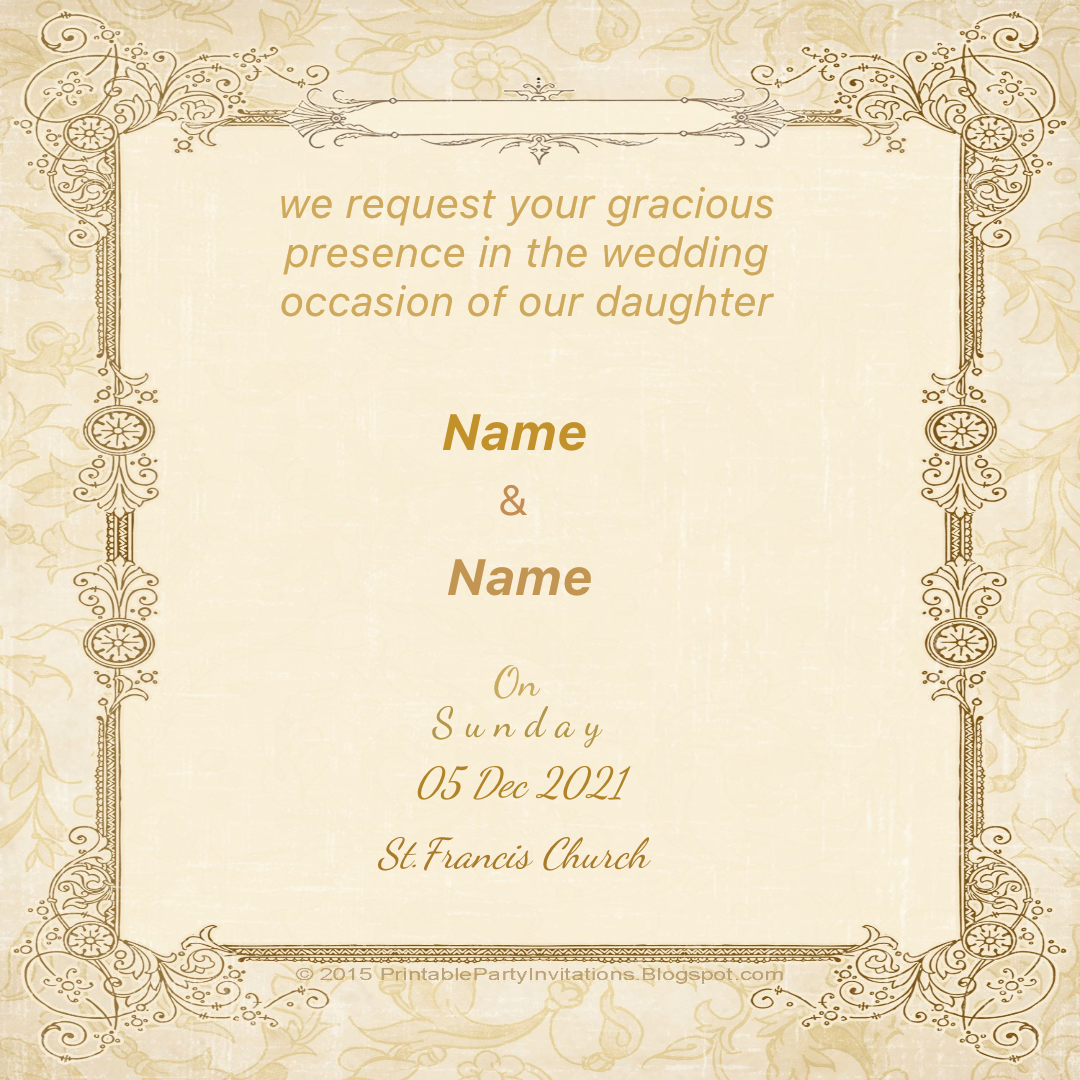 we request your gracious
presence in the wedding
occasion of our daughter
Name
&
Name
On
Sunday
05 Dec 2021
St.Francis Church
© 2015 PrintablePartyInvitations.Blogspot.com